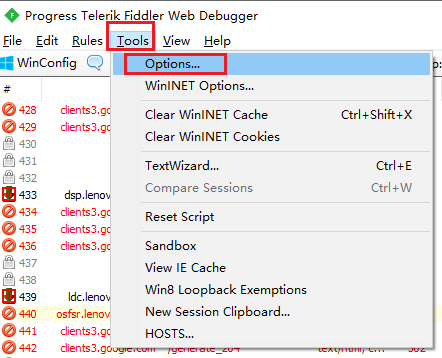 Progress Telerik Fiddler Web Debugger
File Edit Rules Tools View Help
WinConfig
Options...
WinINET Options...
Clear WinINET Cache Ctrl+Shift+X
Clear WinINET Cookies
TextWizard... Ctrl+E
Compare Sessions Ctrl+W
Reset Script
Sandbox
View IE Cache
Win8 Loopback Exemptions
New Session Clipboard...
HOSTS...
#
428 clients3.go
429 clients3.go
430
431
432
433 dsp.lenov
434 clients3.go
435 clients3.go
436 clients3.go
437
438
439 ldc.lenov
440 osfsr.lenov
441 clients3.google.com /generate_204 text/html; c... 502
442 clients3.go